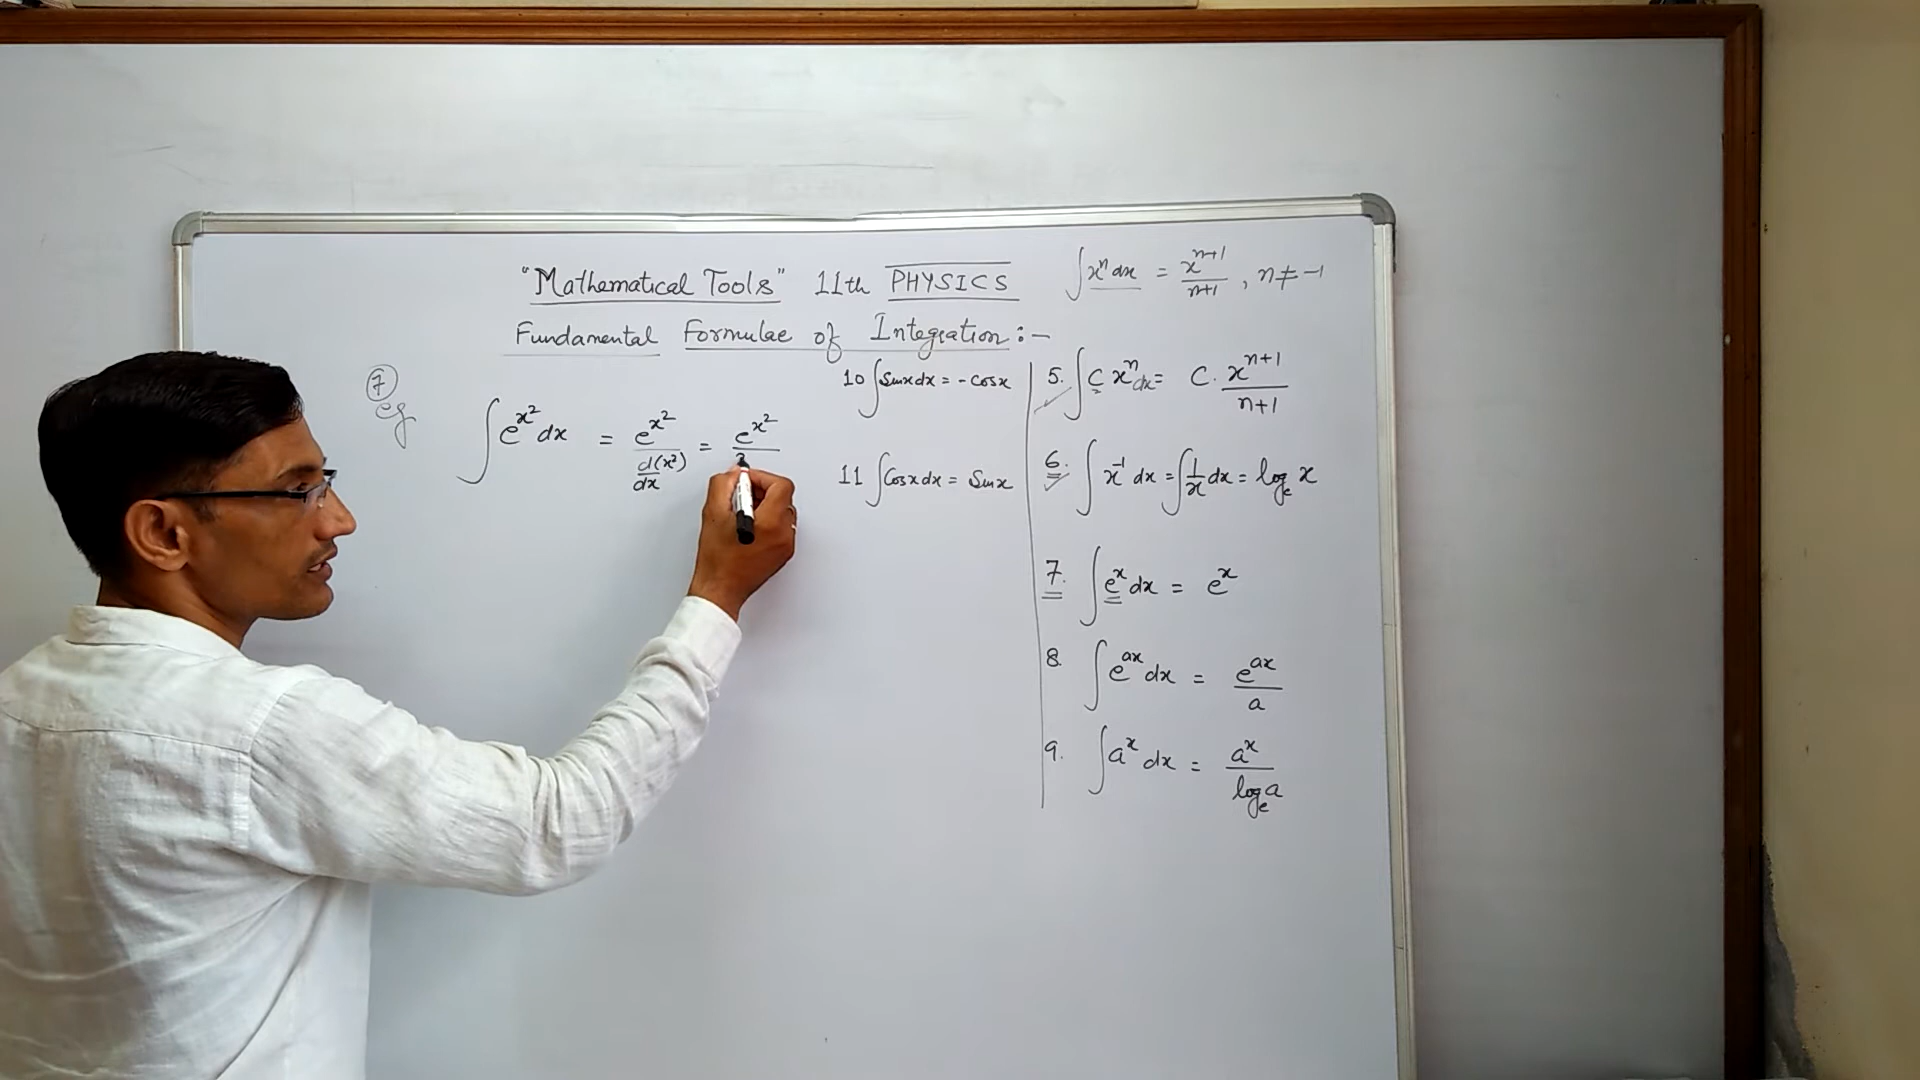 "Mathematical Tools" 11th PHYSICS
∫xⁿ dx = xⁿ⁺¹/n+1 , n ≠ -1
Fundamental Formulae of Integration :-
7
eg
∫e^x² dx = e^x²/(d(x²)/dx) = e^x²/2
10 ∫Sinx dx = -Cosx
11 ∫Cosx dx = Sinx
5. ∫C xⁿ dx = C. xⁿ⁺¹/n+1
6. ∫x⁻¹ dx = ∫1/x dx = logₑ x
7. ∫eˣ dx = eˣ
8. ∫e^ax dx = e^ax/a
9. ∫aˣ dx = aˣ/logₑ a